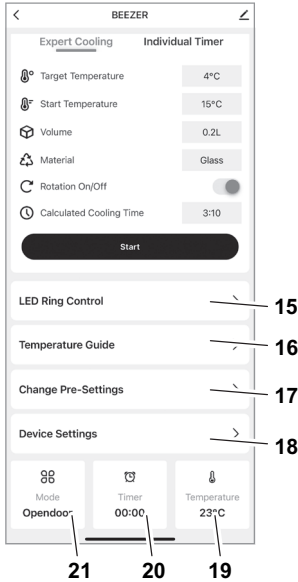 BEEZER
Expert Cooling Individual Timer
Target Temperature 4°C
Start Temperature 15°C
Volume 0.2L
Material Glass
Rotation On/Off
Calculated Cooling Time 3:10
Start
LED Ring Control 15
Temperature Guide 16
Change Pre-Settings 17
Device Settings 18
Mode Timer Temperature
Opendoor 00:00 23°C
21 20 19